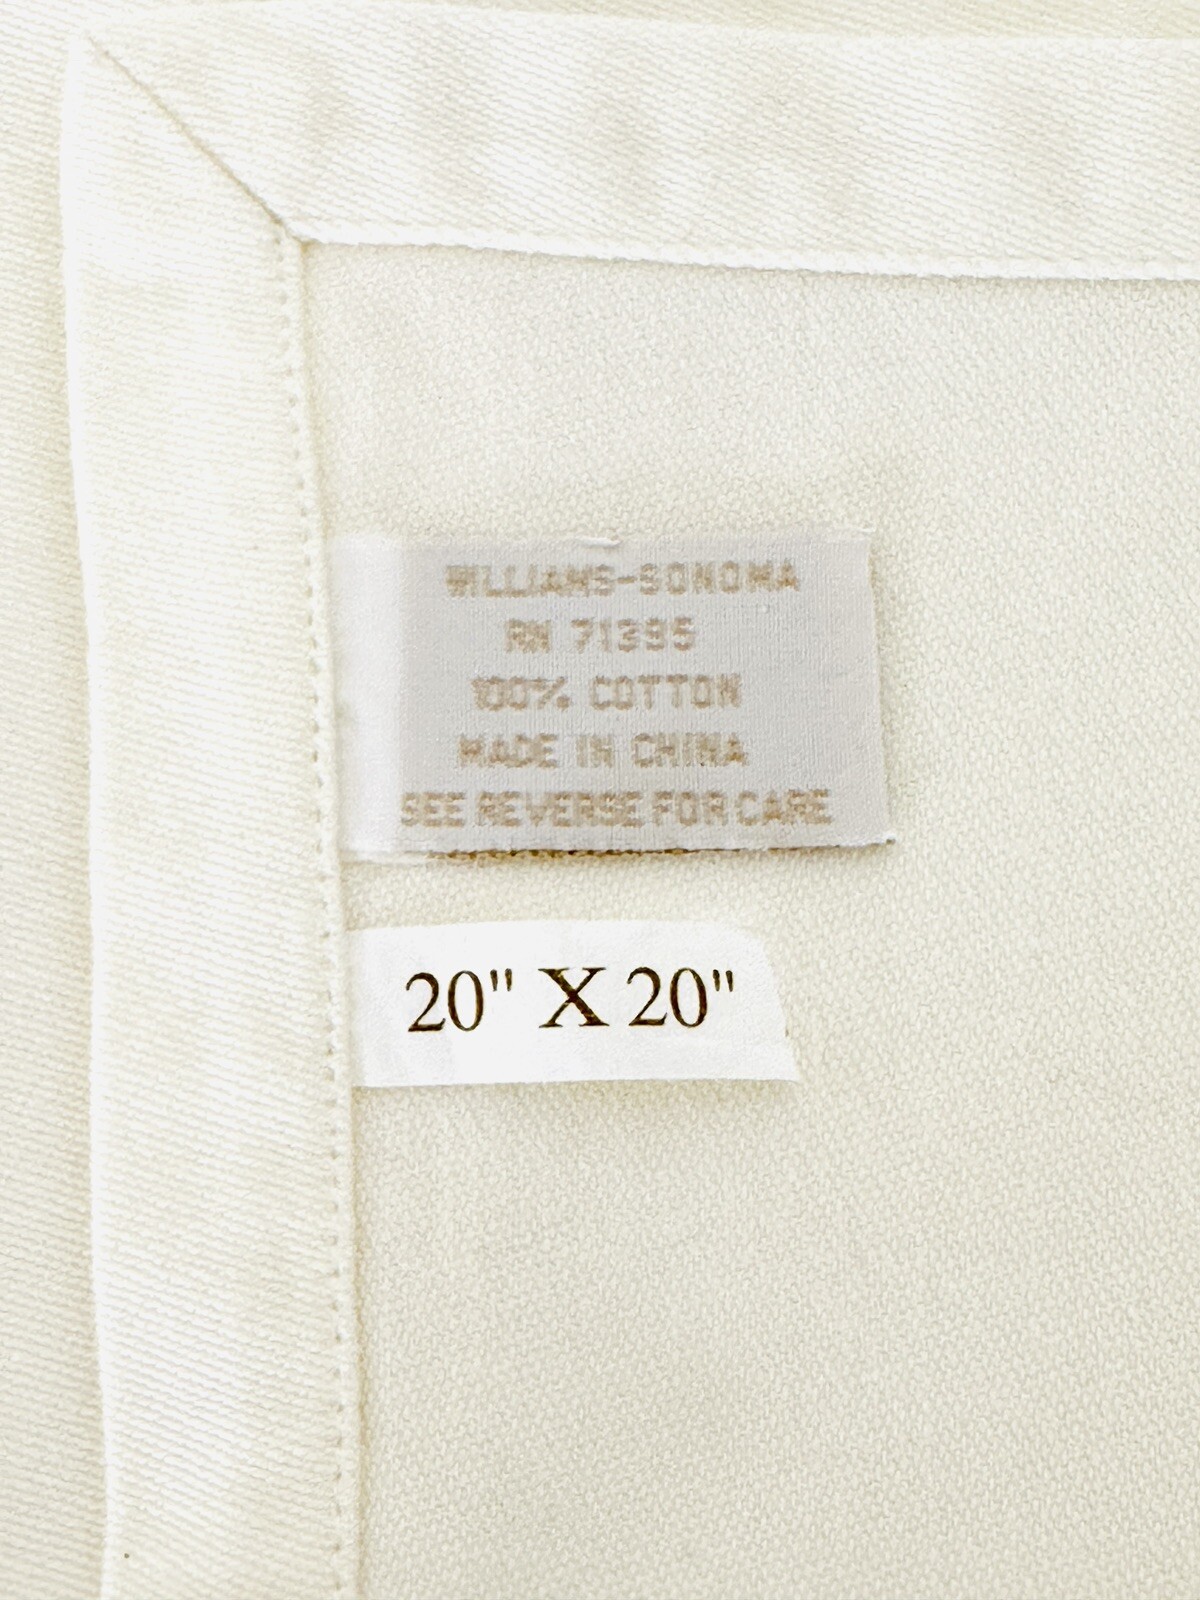 WILLIAMS-SONOMA
RN 71395
100% COTTON
MADE IN CHINA
SEE REVERSE FOR CARE
20" X 20"